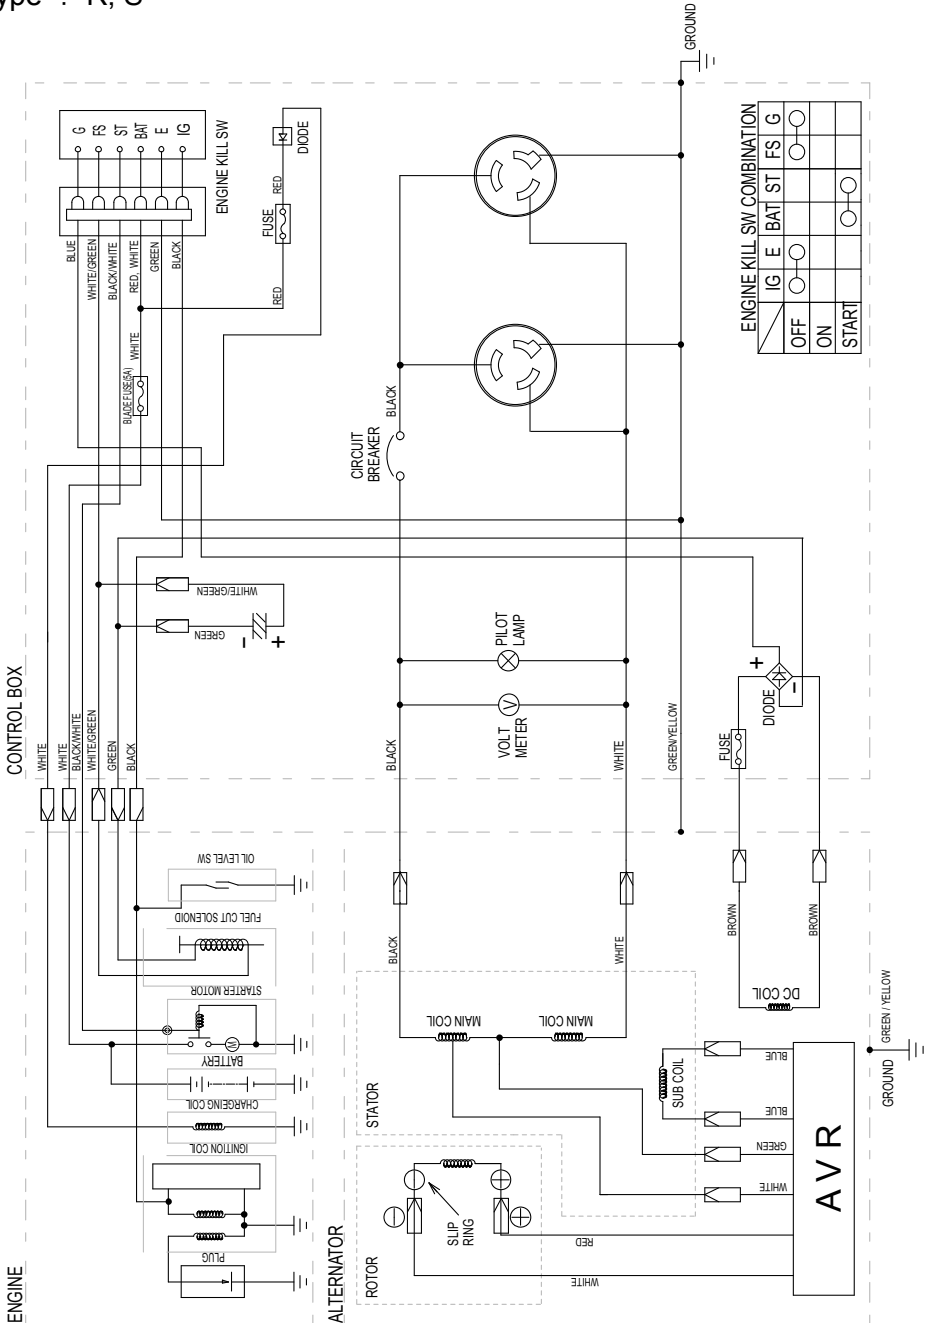 ype : R, S
GROUND
CONTROL BOX
G
FS
ST
BAT
E
IG
ENGINE KILL SW
DIODE
RED
FUSE
RED
BLUE
WHITE/GREEN
BLACK/WHITE
RED, WHITE
GREEN
BLACK
WHITE
BLADE FUSE(5A)
CIRCUIT
BREAKER
BLACK
ENGINE KILL SW COMBINATION
IG E BAT ST FS G
OFF
ON
START
WHITE/GREEN
GREEN
- +
PILOT
LAMP
V
VOLT
METER
BLACK
WHITE
GREEN/YELLOW
+
-
DIODE
FUSE
WHITE
WHITE
BLACK/WHITE
WHITE/GREEN
GREEN
BLACK
ENGINE
OIL LEVEL SW
FUEL CUT SOLENOID
STARTER MOTOR
M
BATTERY
CHARGEING COIL
IGNITION COIL
PLUG
ALTERNATOR
BLACK
WHITE
BROWN
BROWN
DC COIL
MAIN COIL
MAIN COIL
STATOR
SUB COIL
BLUE
BLUE
GREEN
WHITE
ROTOR
SLIP
RING
RED
WHITE
A V R
GREEN / YELLOW
GROUND